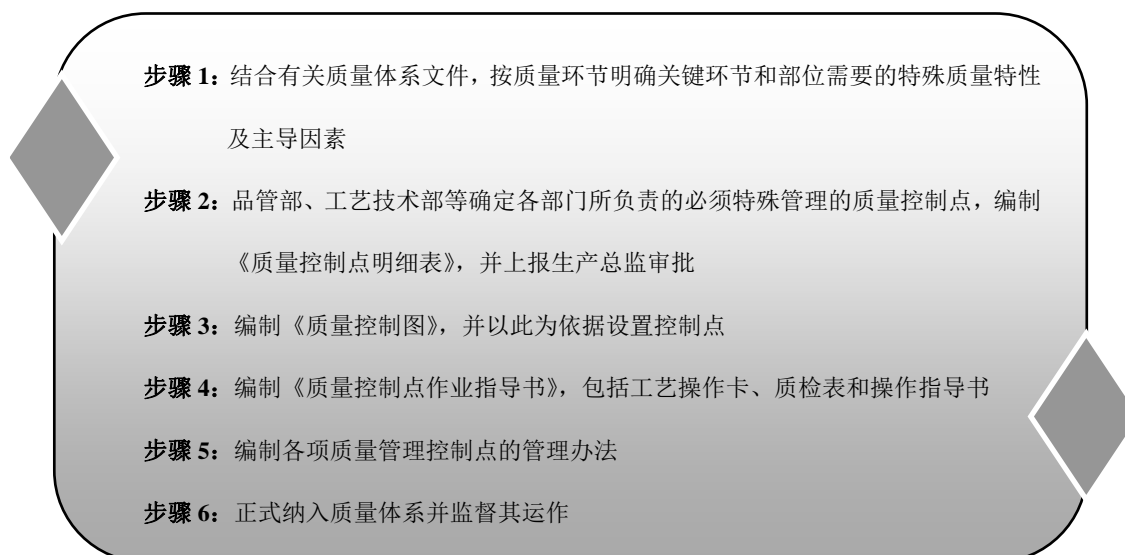 步骤 1：结合有关质量体系文件，按质量环节明确关键环节和部位需要的特殊质量特性
及主导因素
步骤 2：品管部、工艺技术部等确定各部门所负责的必须特殊管理的质量控制点，编制
《质量控制点明细表》，并上报生产总监审批
步骤 3：编制《质量控制图》，并以此为依据设置控制点
步骤 4：编制《质量控制点作业指导书》，包括工艺操作卡、质检表和操作指导书
步骤 5：编制各项质量管理控制点的管理办法
步骤 6：正式纳入质量体系并监督其运作